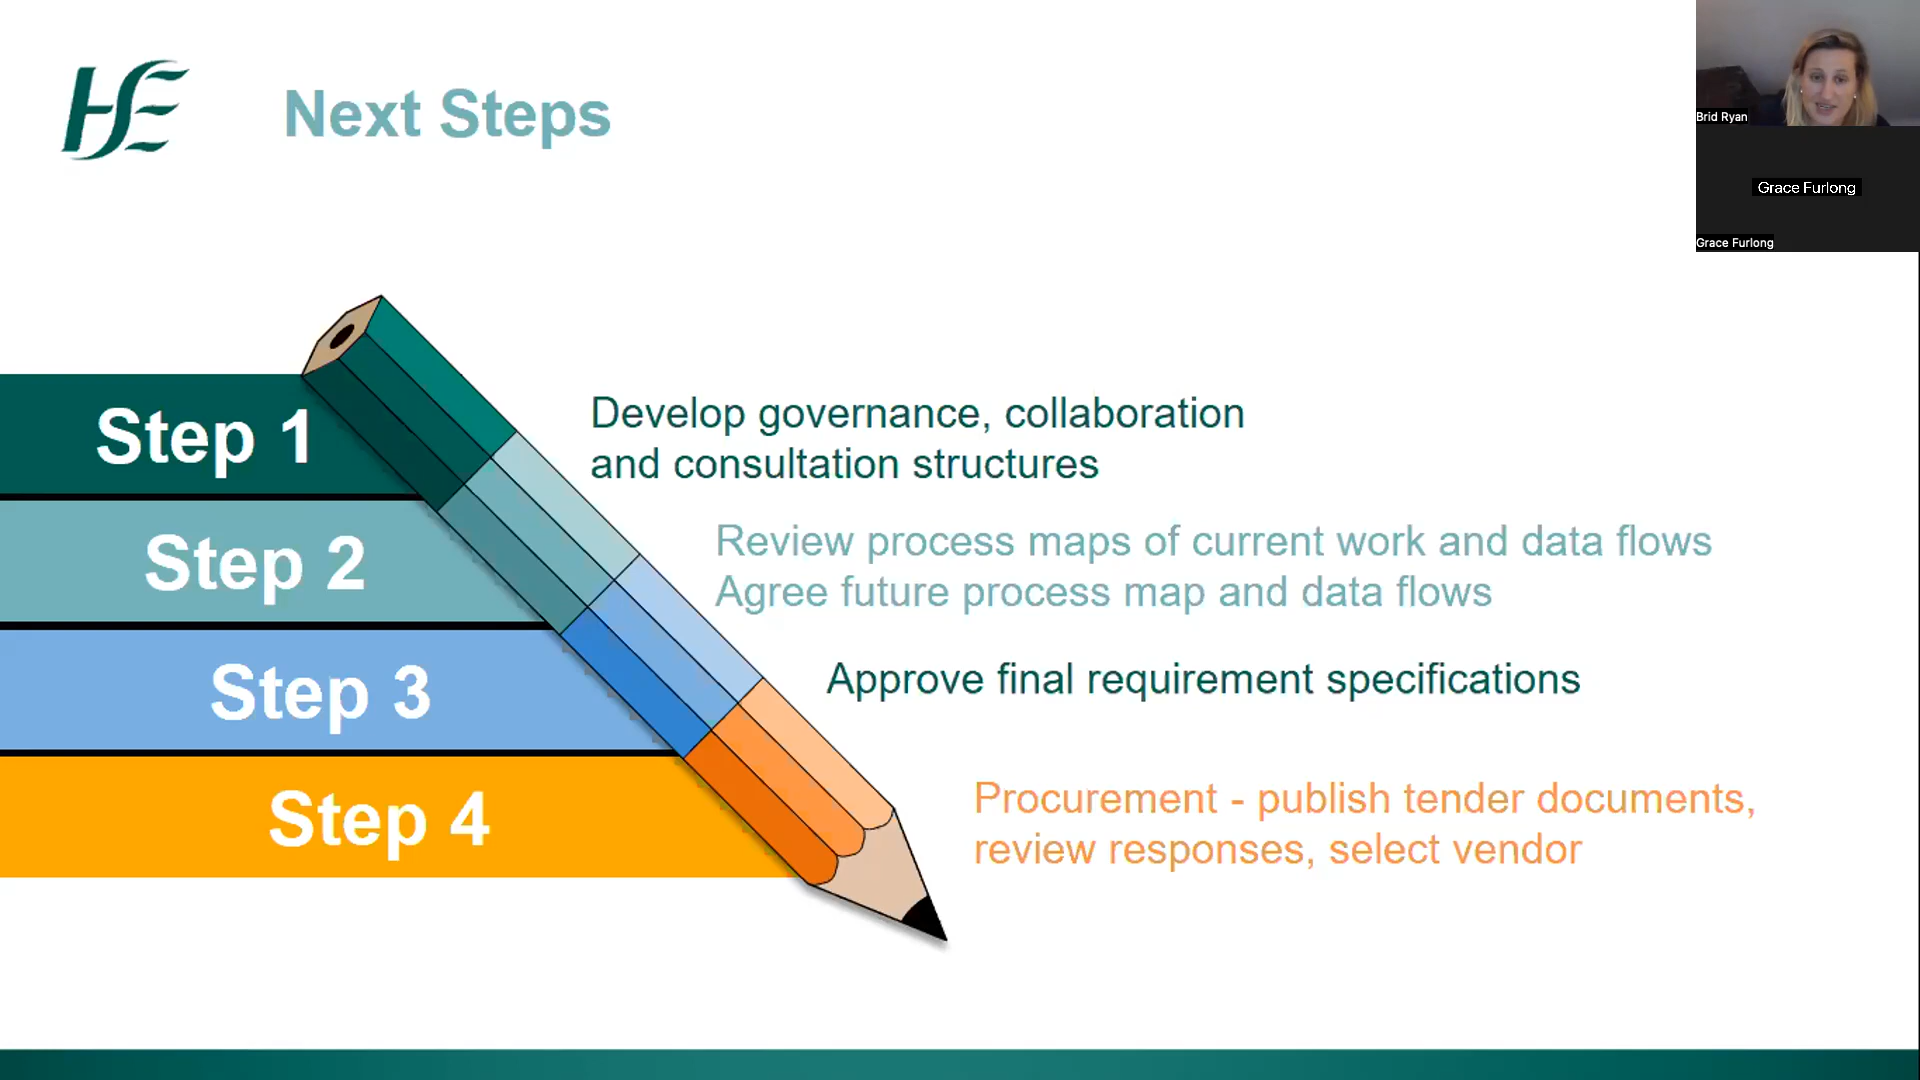 HSE
Next Steps
Brid Ryan
Grace Furlong
Grace Furlong
Step 1
Develop governance, collaboration
and consultation structures
Step 2
Review process maps of current work and data flows
Agree future process map and data flows
Step 3
Approve final requirement specifications
Step 4
Procurement - publish tender documents,
review responses, select vendor